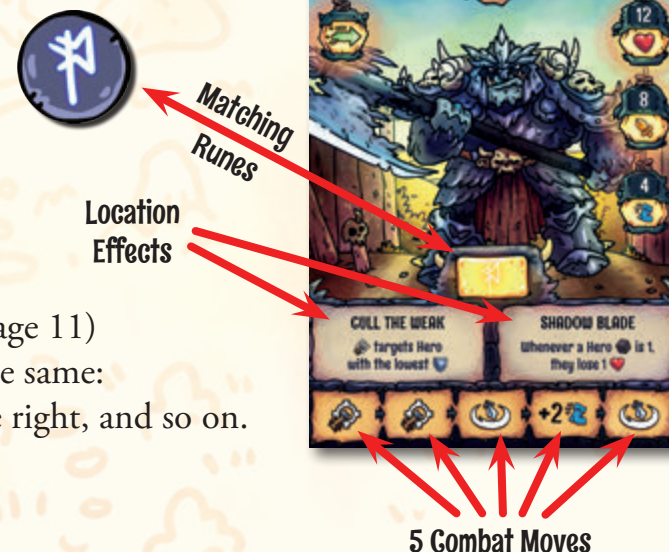 Matching
Runes
12
8
4
Location
Effects
age 11)
e same:
e right, and so on.
CULL THE WEAK
targets Hero
with the lowest
SHADOW BLADE
Whenever a Hero is 1,
they lose 1
+2
5 Combat Moves